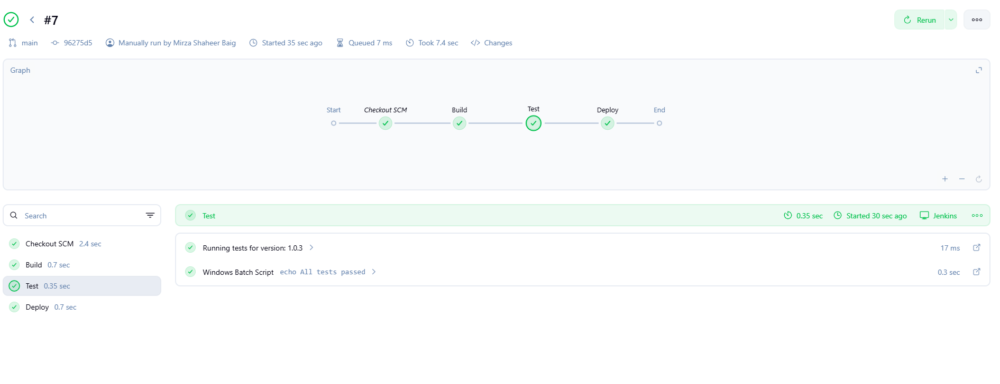 #7
Rerun
main 96275d5 Manually run by Mirza Shaheer Baig Started 35 sec ago Queued 7 ms Took 7.4 sec </> Changes
Graph
Start Checkout SCM Build Test Deploy End
Search
Test 0.35 sec Started 30 sec ago Jenkins
Checkout SCM 2.4 sec
Build 0.7 sec
Test 0.35 sec
Deploy 0.7 sec
Running tests for version: 1.0.3 17 ms
Windows Batch Script echo All tests passed 0.3 sec